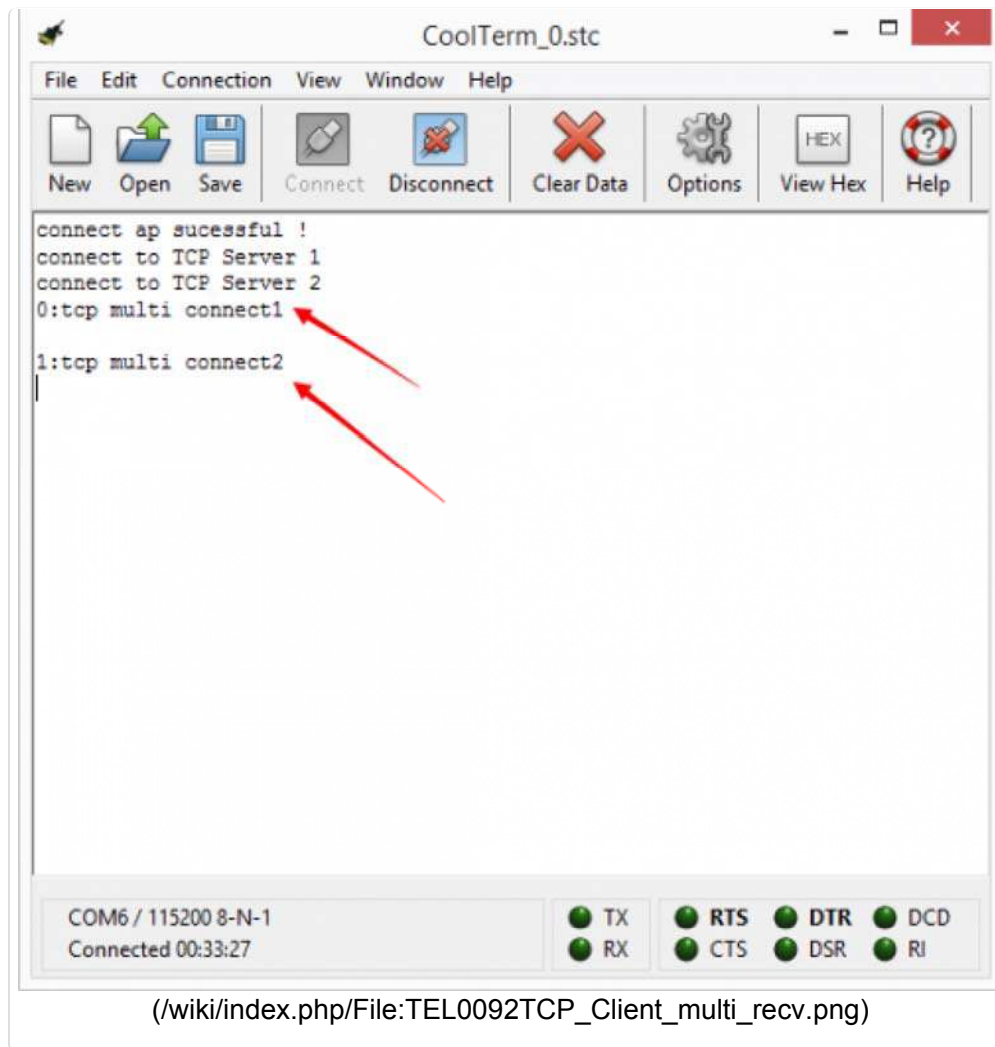 CoolTerm_0.stc
File Edit Connection View Window Help
New Open Save Connect Disconnect Clear Data Options HEX View Hex ? Help
connect ap sucessful !
connect to TCP Server 1
connect to TCP Server 2
0:tcp multi connect1
1:tcp multi connect2
COM6 / 115200 8-N-1 TX RTS DTR DCD
Connected 00:33:27 RX CTS DSR RI
(/wiki/index.php/File:TEL0092TCP_Client_multi_recv.png)